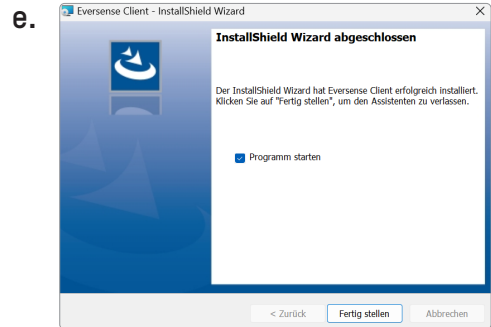 e.
Eversense Client - InstallShield Wizard
InstallShield Wizard abgeschlossen
Der InstallShield Wizard hat Eversense Client erfolgreich installiert.
Klicken Sie auf "Fertig stellen", um den Assistenten zu verlassen.
Programm starten
< Zurück Fertig stellen Abbrechen